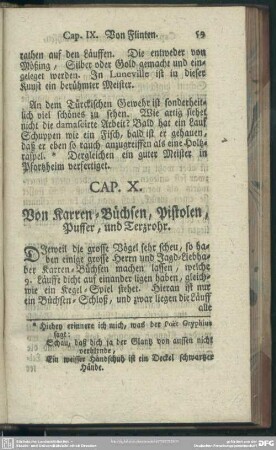 Cap. IX. Von Flinten. 59
rathen auf den Läuffen. Die entweder von
Mößing, Silber oder Gold gemacht und ein-
geleget werden. In Luneville ist in dieser
Kunst ein berühmter Meister.
An dem Türckischen Gewehr ist sonderheit-
lich viel schönes zu sehen. Wie artig siehet
nicht die damascirte Arbeit? Bald hat ein Lauf
Schuppen wie ein Fisch, bald ist er gehauen,
daß er eben so rauch anzugreiffen als eine Holtz-
raspel. * Dergleichen ein guter Meister in
Pfortzheim verfertiget.
CAP. X.
Von Karren-Büchsen, Pistolen,
Puffer, und Terzrohr.
Dieweil die grosse Vögel sehr scheu, so ha-
ben einige grosse Herrn und Jagd-Liebha-
ber Karren-Büchsen machen lassen, welche
9. Läuffe dicht auf einander ligen haben, gleich-
wie ein Kegel-Spiel stehet. Hieran ist nur
ein Büchsen-Schloß, und zwar liegen die Läuff
alle
* Hiebey erinnere ich mich, was der Poët Gryphius
sagt:
Schau, daß dich ja der Glantz von aussen nicht
verblende,
Ein weisser Handschuh ist ein Deckel schwartzer
Hände.